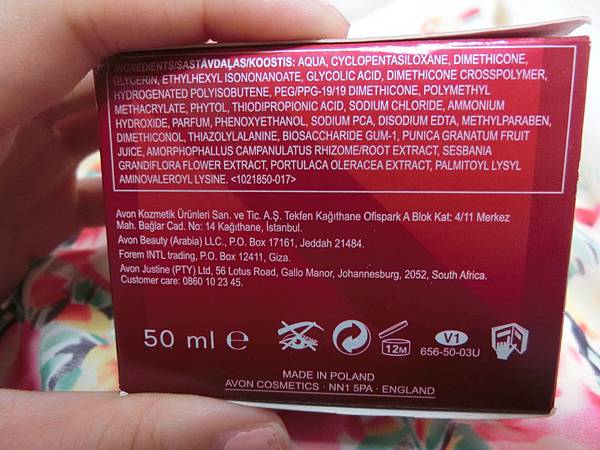 INGREDIENTS/SASTĀVDAĻAS/KOOSTIS: AQUA, CYCLOPENTASILOXANE, DIMETHICONE,
GLYCERIN, ETHYLHEXYL ISONONANOATE, GLYCOLIC ACID, DIMETHICONE CROSSPOLYMER,
HYDROGENATED POLYISOBUTENE, PEG/PPG-19/19 DIMETHICONE, POLYMETHYL
METHACRYLATE, PHYTOL, THIODIPROPIONIC ACID, SODIUM CHLORIDE, AMMONIUM
HYDROXIDE, PARFUM, PHENOXYETHANOL, SODIUM PCA, DISODIUM EDTA, METHYLPARABEN,
DIMETHICONOL, THIAZOLYLALANINE, BIOSACCHARIDE GUM-1, PUNICA GRANATUM FRUIT
JUICE, AMORPHOPHALLUS CAMPANULATUS RHIZOME/ROOT EXTRACT, SESBANIA
GRANDIFLORA FLOWER EXTRACT, PORTULACA OLERACEA EXTRACT, PALMITOYL LYSYL
AMINOVALEROYL LYSINE. <1021850-017>
Avon Kozmetik Ürünleri San. ve Tic. A.Ş. Tekfen Kağıthane Ofispark A Blok Kat: 4/11 Merkez
Mah. Bağlar Cad. No: 14 Kağıthane, İstanbul.
Avon Beauty (Arabia) LLC., P.O. Box 17161, Jeddah 21484.
Forem INTL trading, P.O. Box 12411, Giza.
Avon Justine (PTY) Ltd, 56 Lotus Road, Gallo Manor, Johannesburg, 2052, South Africa.
Customer care: 0860 10 23 45.
50 ml ℮
12M
V1
656-50-03U
MADE IN POLAND
AVON COSMETICS · NN1 5PA · ENGLAND